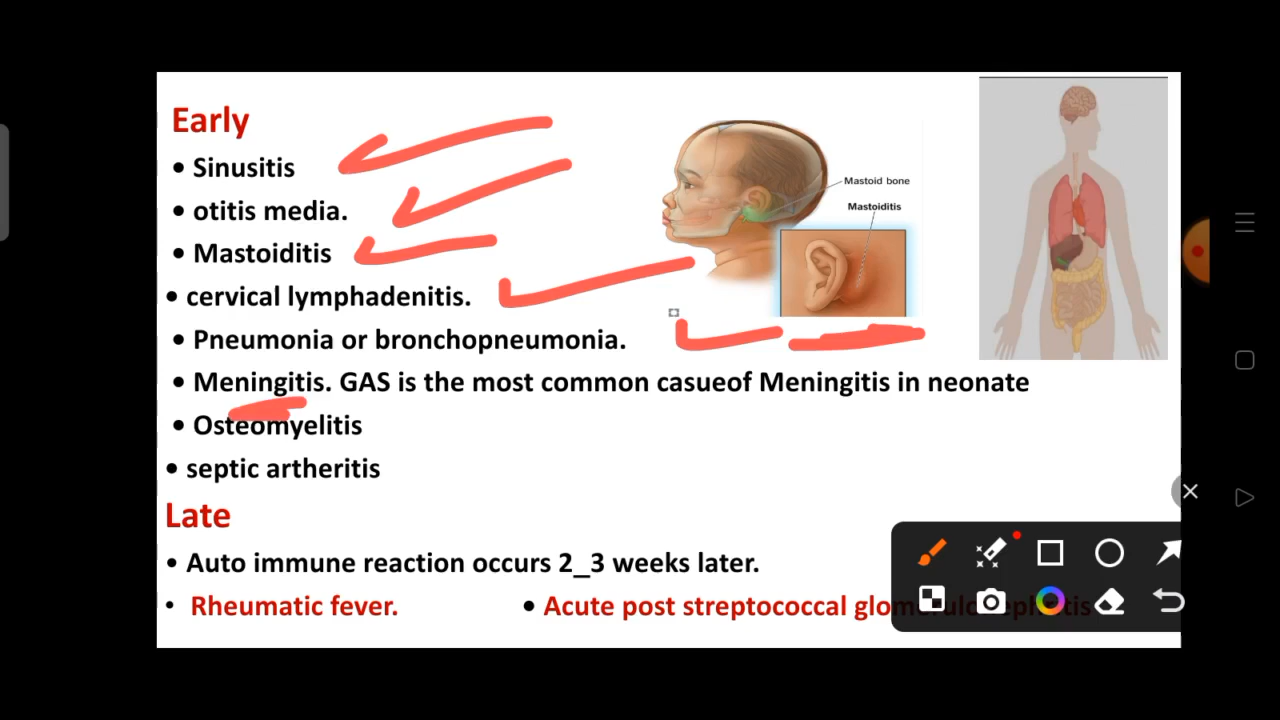 Early
• Sinusitis
• otitis media.
• Mastoiditis
• cervical lymphadenitis.
• Pneumonia or bronchopneumonia.
• Meningitis. GAS is the most common casueof Meningitis in neonate
• Osteomyelitis
• septic artheritis
Mastoid bone
Mastoiditis
Late
• Auto immune reaction occurs 2_3 weeks later.
• Rheumatic fever. • Acute post streptococcal glomerulonephritis